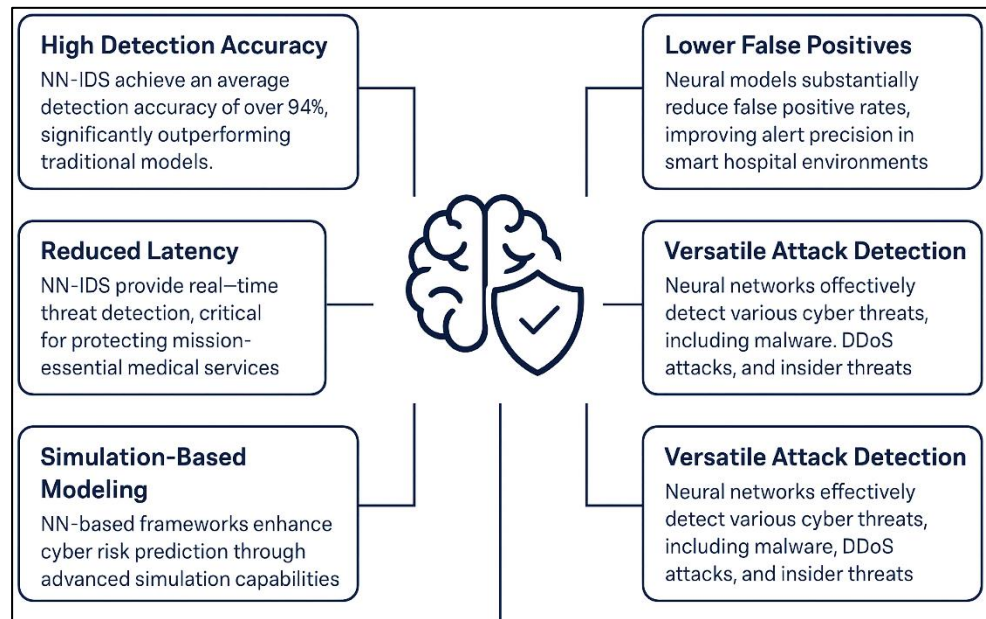 High Detection Accuracy
NN-IDS achieve an average
detection accuracy of over 94%,
significantly outperforming
traditional models.
Reduced Latency
NN-IDS provide real—time
threat detection, critical
for protecting mission-
essential medical services
Simulation-Based
Modeling
NN-based frameworks enhance
cyber risk prediction through
advanced simulation capabilities
Lower False Positives
Neural models substantially
reduce false positive rates,
improving alert precision in
smart hospital environments
Versatile Attack Detection
Neural networks effectively
detect various cyber threats,
including malware. DDoS
attacks, and insider threats
Versatile Attack Detection
Neural networks effectively
detect various cyber threats,
including malware, DDoS
attacks, and insider threats